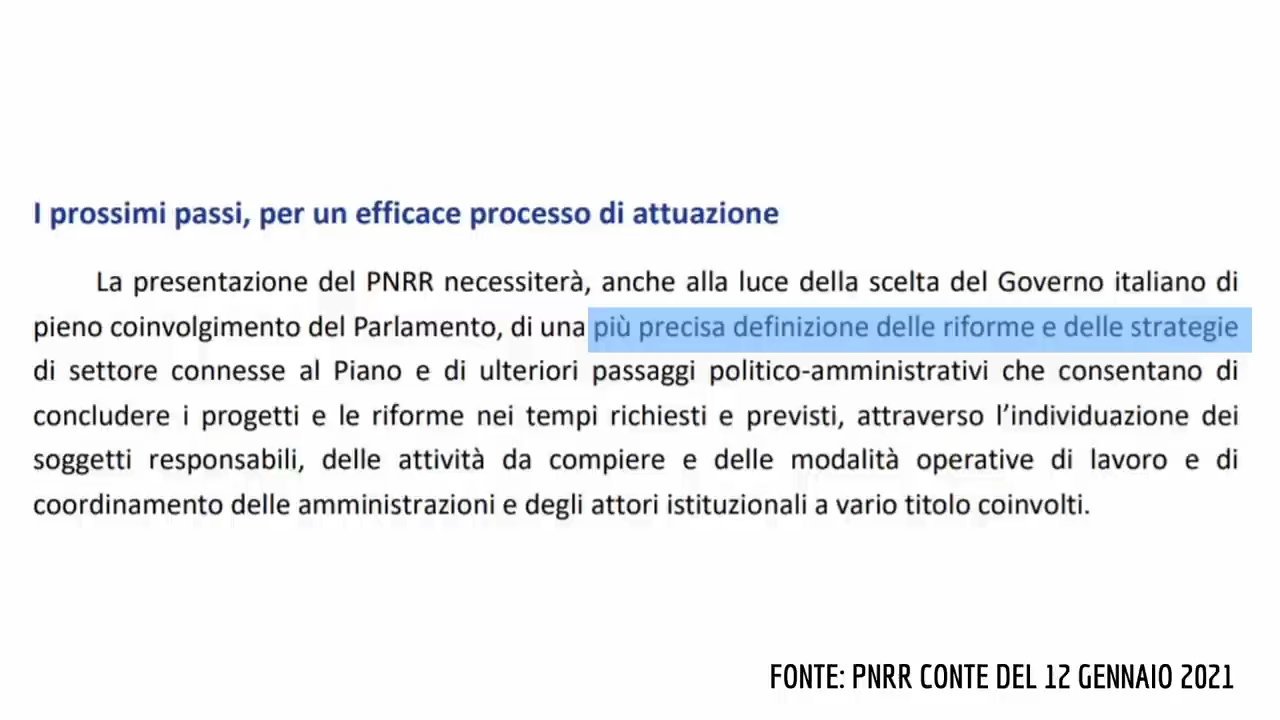 I prossimi passi, per un efficace processo di attuazione
La presentazione del PNRR necessiterà, anche alla luce della scelta del Governo italiano di
pieno coinvolgimento del Parlamento, di una più precisa definizione delle riforme e delle strategie
di settore connesse al Piano e di ulteriori passaggi politico-amministrativi che consentano di
concludere i progetti e le riforme nei tempi richiesti e previsti, attraverso l’individuazione dei
soggetti responsabili, delle attività da compiere e delle modalità operative di lavoro e di
coordinamento delle amministrazioni e degli attori istituzionali a vario titolo coinvolti.
FONTE: PNRR CONTE DEL 12 GENNAIO 2021